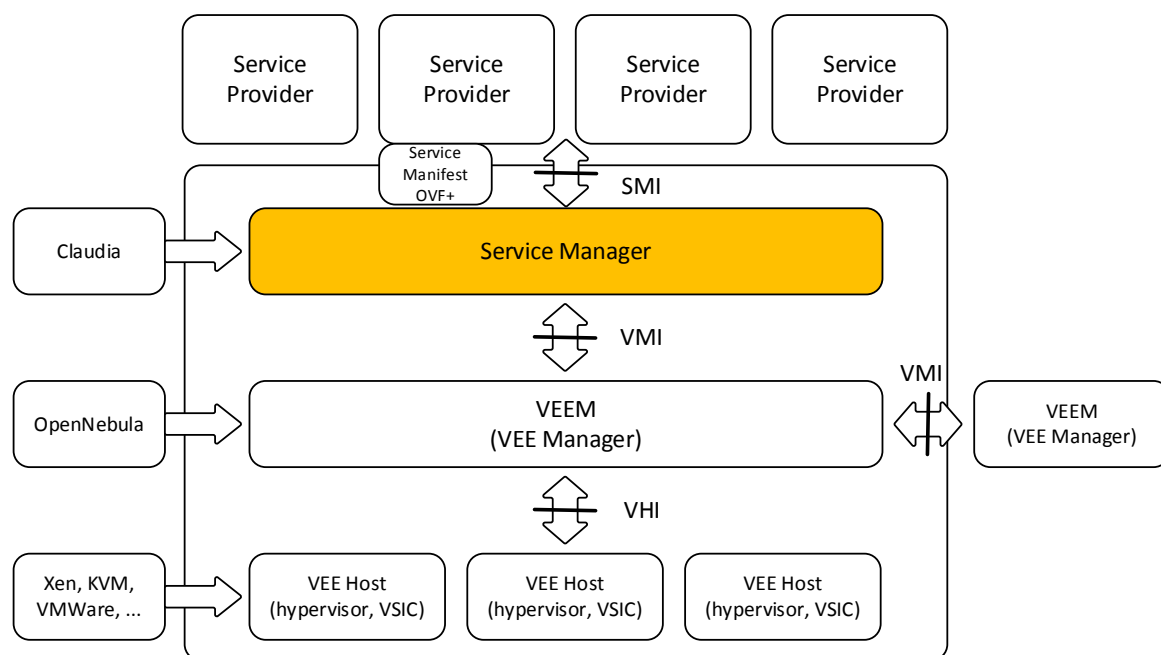 Service
Provider
Service
Provider
Service
Provider
Service
Provider
Service
Manifest
OVF+
SMI
Claudia
Service Manager
VMI
VMI
OpenNebula
VEEM
(VEE Manager)
VEEM
(VEE Manager)
VHI
Xen, KVM,
VMWare, ...
VEE Host
(hypervisor, VSIC)
VEE Host
(hypervisor, VSIC)
VEE Host
(hypervisor, VSIC)